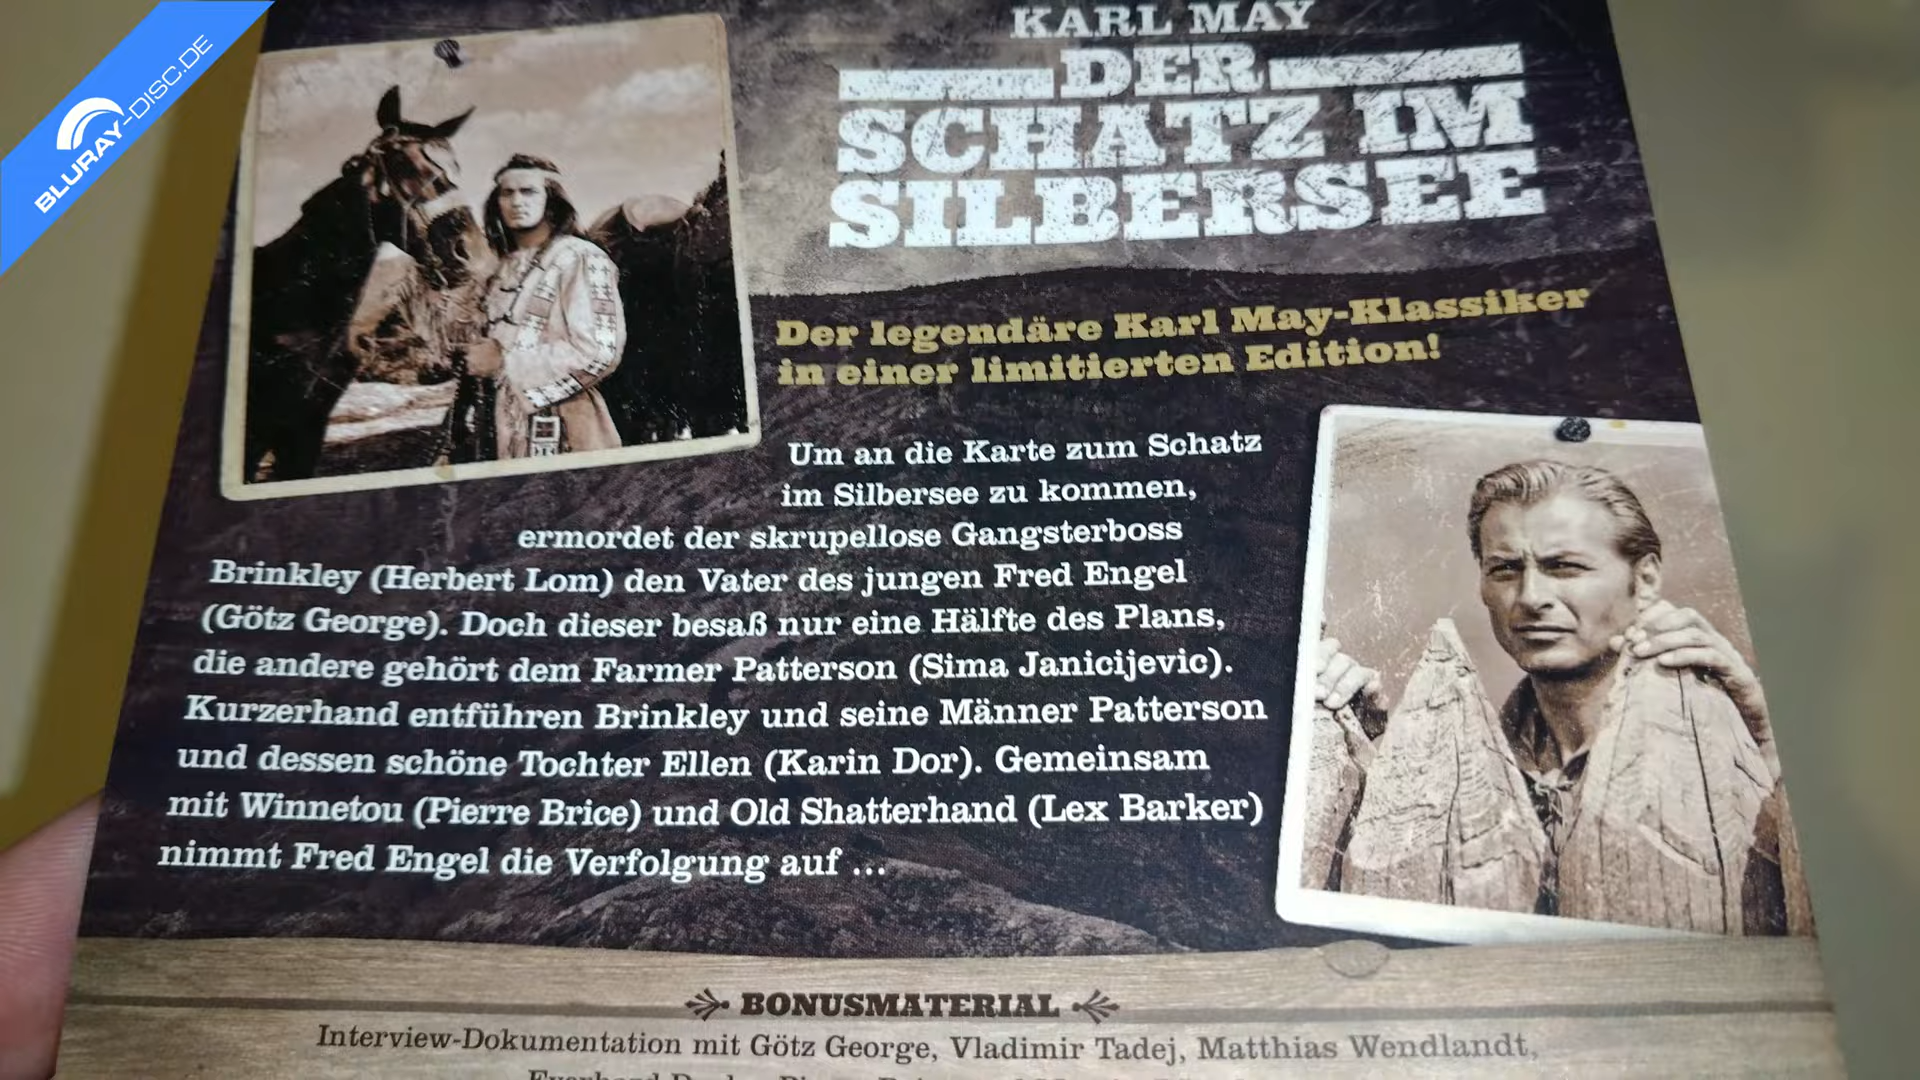 BLURAY-DISC.DE
KARL MAY
DER
SCHATZ IM
SILBERSEE
Der legendäre Karl May-Klassiker
in einer limitierten Edition!
Um an die Karte zum Schatz
im Silbersee zu kommen,
ermordet der skrupellose Gangsterboss
Brinkley (Herbert Lom) den Vater des jungen Fred Engel
(Götz George). Doch dieser besaß nur eine Hälfte des Plans,
die andere gehört dem Farmer Patterson (Sima Janicijevic).
Kurzerhand entführen Brinkley und seine Männer Patterson
und dessen schöne Tochter Ellen (Karin Dor). Gemeinsam
mit Winnetou (Pierre Brice) und Old Shatterhand (Lex Barker)
nimmt Fred Engel die Verfolgung auf ...
BONUSMATERIAL
Interview-Dokumentation mit Götz George, Vladimir Tadej, Matthias Wendlandt,